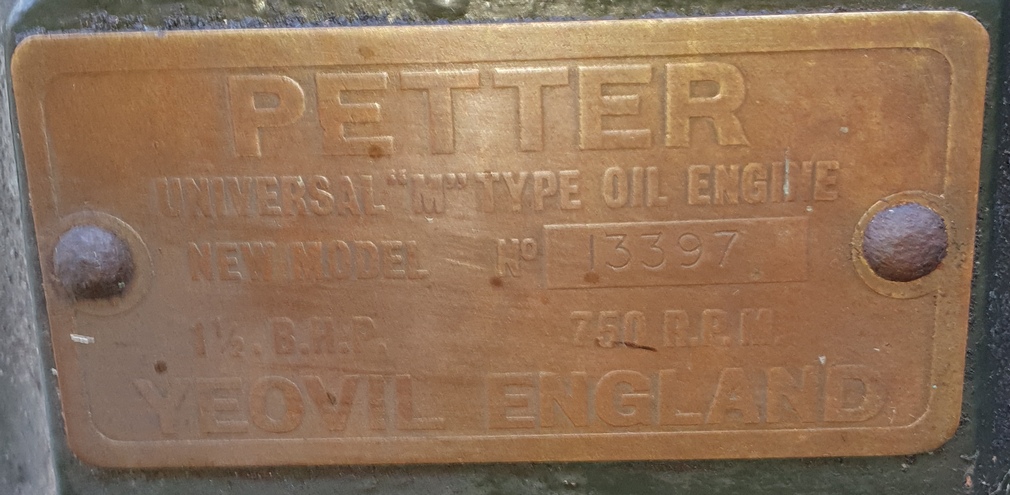 PETTER
UNIVERSAL "M" TYPE OIL ENGINE
NEW MODEL Nº 13397
1½. B.H.P. 750 R.P.M.
YEOVIL ENGLAND